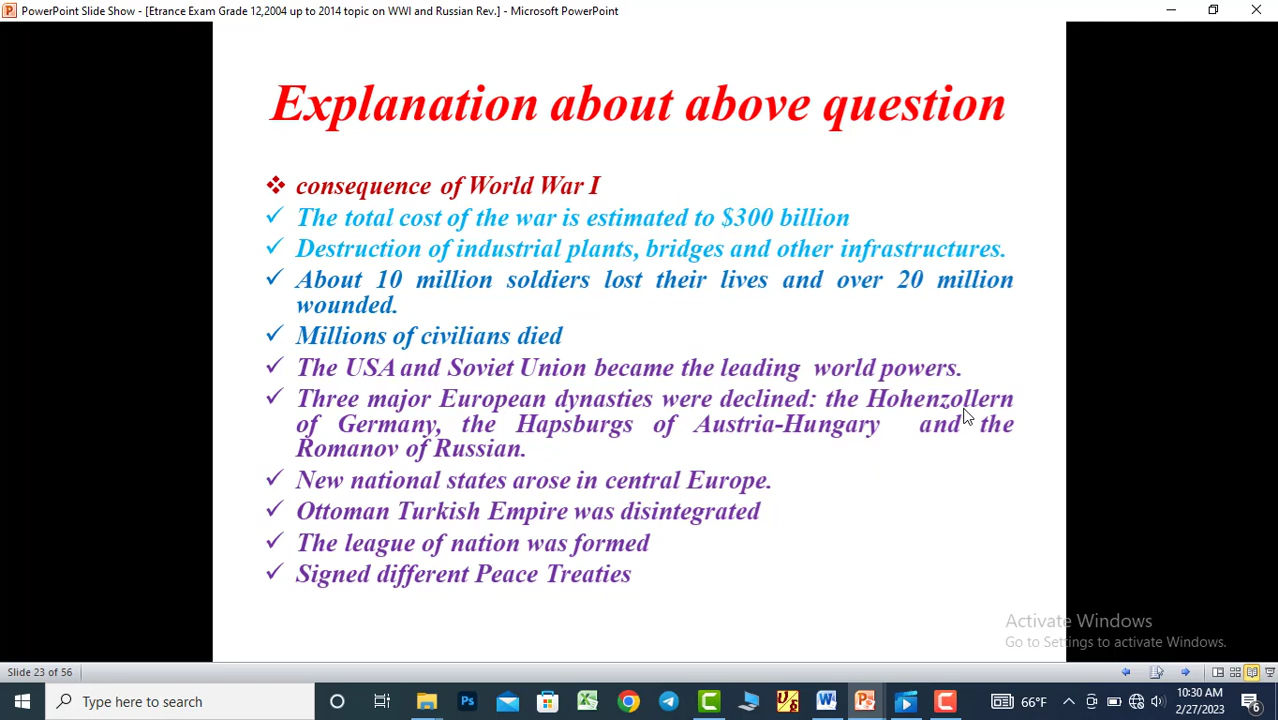 PowerPoint Slide Show - [Etrance Exam Grade 12,2004 up to 2014 topic on WWI and Russian Rev.] - Microsoft PowerPoint
Explanation about above question
❖ consequence of World War I
✓ The total cost of the war is estimated to $300 billion
✓ Destruction of industrial plants, bridges and other infrastructures.
✓ About 10 million soldiers lost their lives and over 20 million
wounded.
✓ Millions of civilians died
✓ The USA and Soviet Union became the leading world powers.
✓ Three major European dynasties were declined: the Hohenzollern
of Germany, the Hapsburgs of Austria-Hungary and the
Romanov of Russian.
✓ New national states arose in central Europe.
✓ Ottoman Turkish Empire was disintegrated
✓ The league of nation was formed
✓ Signed different Peace Treaties
Activate Windows
Go to Settings to activate Windows.
Slide 23 of 56
Type here to search
Ps
66°F
10:30 AM
2/27/2023
6